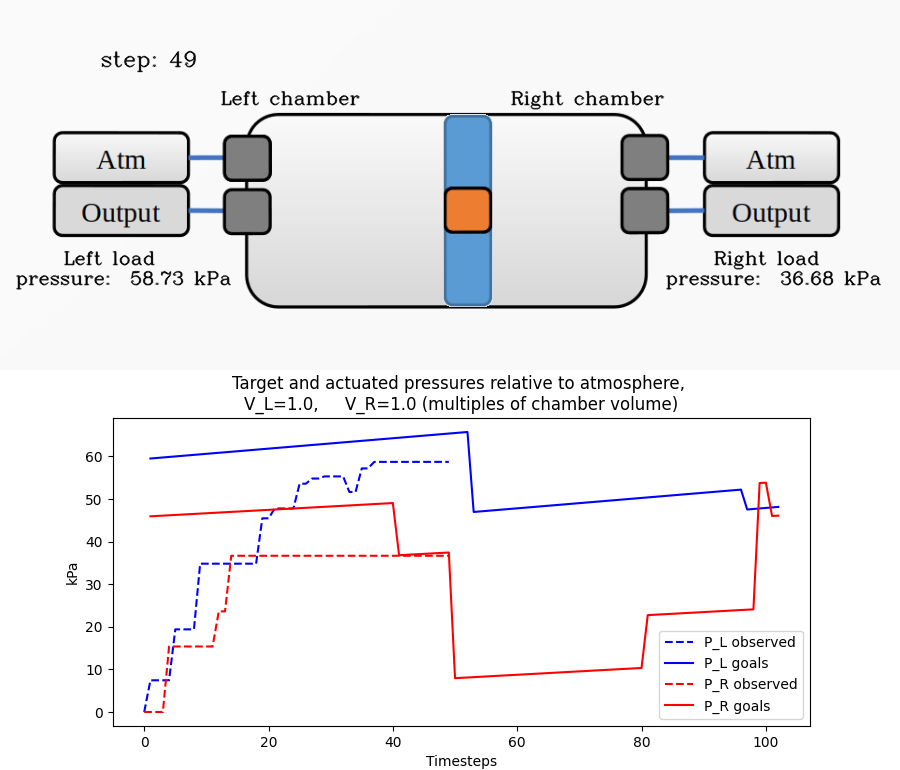 step: 49
Left chamber
Right chamber
Atm
Atm
Output
Output
Left load
pressure: 58.73 kPa
Right load
pressure: 36.68 kPa
Target and actuated pressures relative to atmosphere,
V_L=1.0, V_R=1.0 (multiples of chamber volume)
kPa
60
50
40
30
20
10
0
P_L observed
P_L goals
P_R observed
P_R goals
0 20 40 60 80 100
Timesteps